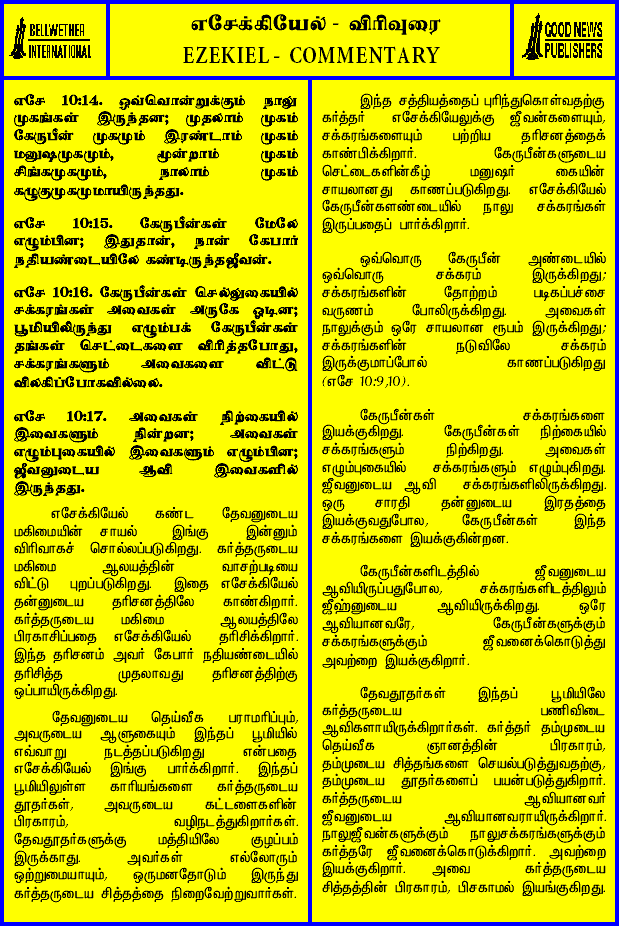 BELLWETHER
INTERNATIONAL
எசேக்கியேல் - விரிவுரை
EZEKIEL - COMMENTARY
GOOD NEWS
PUBLISHERS
எசே 10:14. ஒவ்வொன்றுக்கும் நாலு
முகங்கள் இருந்தன; முதலாம் முகம்
கேருபீன் முகமும் இரண்டாம் முகம்
மனுஷமுகமும், மூன்றாம் முகம்
சிங்கமுகமும், நாலாம் முகம்
கழுகுமுகமுமாயிருந்தது.
எசே 10:15. கேருபீன்கள் மேலே
எழும்பின; இதுதான், நான் கேபார்
நதியண்டையிலே கண்டிருந்தஜீவன்.
எசே 10:16. கேருபீன்கள் செல்லுகையில்
சக்கரங்கள் அவைகள் அருகே ஓடின;
பூமியிலிருந்து எழும்பக் கேருபீன்கள்
தங்கள் செட்டைகளை விரித்தபோது,
சக்கரங்களும் அவைகளை விட்டு
விலகிப்போகவில்லை.
எசே 10:17. அவைகள் நிற்கையில்
இவைகளும் நின்றன; அவைகள்
எழும்புகையில் இவைகளும் எழும்பின;
ஜீவனுடைய ஆவி இவைகளில்
இருந்தது.
எசேக்கியேல் கண்ட தேவனுடைய
மகிமையின் சாயல் இங்கு இன்னும்
விரிவாகச் சொல்லப்படுகிறது. கர்த்தருடைய
மகிமை ஆலயத்தின் வாசற்படியை
விட்டு புறப்படுகிறது. இதை எசேக்கியேல்
தன்னுடைய தரிசனத்திலே காண்கிறார்.
கர்த்தருடைய மகிமை ஆலயத்திலே
பிரகாசிப்பதை எசேக்கியேல் தரிசிக்கிறார்.
இந்த தரிசனம் அவர் கேபார் நதியண்டையில்
தரிசித்த முதலாவது தரிசனத்திற்கு
ஒப்பாயிருக்கிறது.
தேவனுடைய தெய்வீக பராமரிப்பும்,
அவருடைய ஆளுகையும் இந்தப் பூமியில்
எவ்வாறு நடத்தப்படுகிறது என்பதை
எசேக்கியேல் இங்கு பார்க்கிறார். இந்தப்
பூமியிலுள்ள காரியங்களை கர்த்தருடைய
தூதர்கள், அவருடைய கட்டளைகளின்
பிரகாரம், வழிநடத்துகிறார்கள்.
தேவதூதர்களுக்கு மத்தியிலே குழப்பம்
இருக்காது. அவர்கள் எல்லோரும்
ஒற்றுமையாயும், ஒருமனதோடும் இருந்து
கர்த்தருடைய சித்தத்தை நிறைவேற்றுவார்கள்.
இந்த சத்தியத்தைப் புரிந்துகொள்வதற்கு
கர்த்தர் எசேக்கியேலுக்கு ஜீவன்களையும்,
சக்கரங்களையும் பற்றிய தரிசனத்தைக்
காண்பிக்கிறார். கேருபீன்களுடைய
செட்டைகளின்கீழ் மனுஷர் கையின்
சாயலானது காணப்படுகிறது. எசேக்கியேல்
கேருபீன்களண்டையில் நாலு சக்கரங்கள்
இருப்பதைப் பார்க்கிறார்.
ஒவ்வொரு கேருபீன் அண்டையில்
ஒவ்வொரு சக்கரம் இருக்கிறது;
சக்கரங்களின் தோற்றம் படிகப்பச்சை
வருணம் போலிருக்கிறது. அவைகள்
நாலுக்கும் ஒரே சாயலான ரூபம் இருக்கிறது;
சக்கரங்களின் நடுவிலே சக்கரம்
இருக்குமாப்போல் காணப்படுகிறது
(எசே 10:9,10).
கேருபீன்கள் சக்கரங்களை
இயக்குகிறது. கேருபீன்கள் நிற்கையில்
சக்கரங்களும் நிற்கிறது. அவைகள்
எழும்புகையில் சக்கரங்களும் எழும்புகிறது.
ஜீவனுடைய ஆவி சக்கரங்களிலிருக்கிறது.
ஒரு சாரதி தன்னுடைய இரதத்தை
இயக்குவதுபோல, கேருபீன்கள் இந்த
சக்கரங்களை இயக்குகின்றன.
கேருபீன்களிடத்தில் ஜீவனுடைய
ஆவியிருப்பதுபோல, சக்கரங்களிடத்திலும்
ஜீஹ்னுடைய ஆவியிருக்கிறது. ஒரே
ஆவியானவரே, கேருபீன்களுக்கும்
சக்கரங்களுக்கும் ஜீவனைக்கொடுத்து
அவற்றை இயக்குகிறார்.
தேவதூதர்கள் இந்தப் பூமியிலே
கர்த்தருடைய பணிவிடை
ஆவிகளாயிருக்கிறார்கள். கர்த்தர் தம்முடைய
தெய்வீக ஞானத்தின் பிரகாரம்,
தம்முடைய சித்தங்களை செயல்படுத்துவதற்கு,
தம்முடைய தூதர்களைப் பயன்படுத்துகிறார்.
கர்த்தருடைய ஆவியானவர்
ஜீவனுடைய ஆவியானவராயிருக்கிறார்.
நாலுஜீவன்களுக்கும் நாலுசக்கரங்களுக்கும்
கர்த்தரே ஜீவனைக்கொடுக்கிறார். அவற்றை
இயக்குகிறார். அவை கர்த்தருடைய
சித்தத்தின் பிரகாரம், பிசகாமல் இயங்குகிறது.